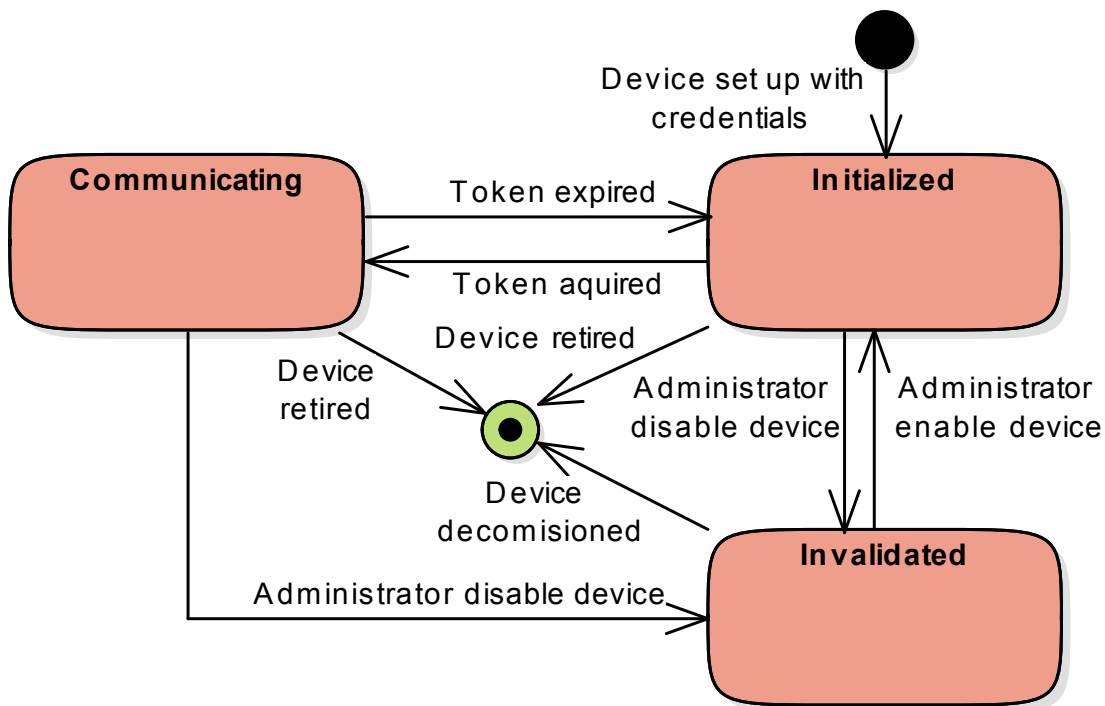 Device set up with
credentials
Communicating
Initialized
Token expired
Token aquired
Device retired
Device
retired
Administrator
disable device
Administrator
enable device
Device
decomisioned
Invalidated
Administrator disable device